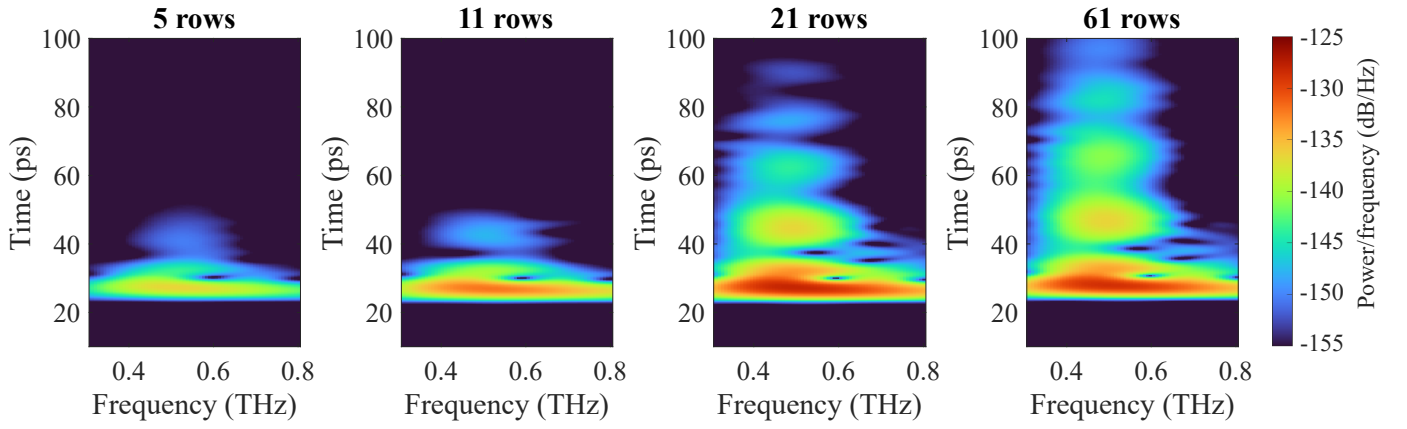 5 rows
11 rows
21 rows
61 rows
100
80
60
40
20
Time (ps)
0.4 0.6 0.8
Frequency (THz)
100
80
60
40
20
Time (ps)
0.4 0.6 0.8
Frequency (THz)
100
80
60
40
20
Time (ps)
0.4 0.6 0.8
Frequency (THz)
100
80
60
40
20
Time (ps)
0.4 0.6 0.8
Frequency (THz)
-125
-130
-135
-140
-145
-150
-155
Power/frequency (dB/Hz)